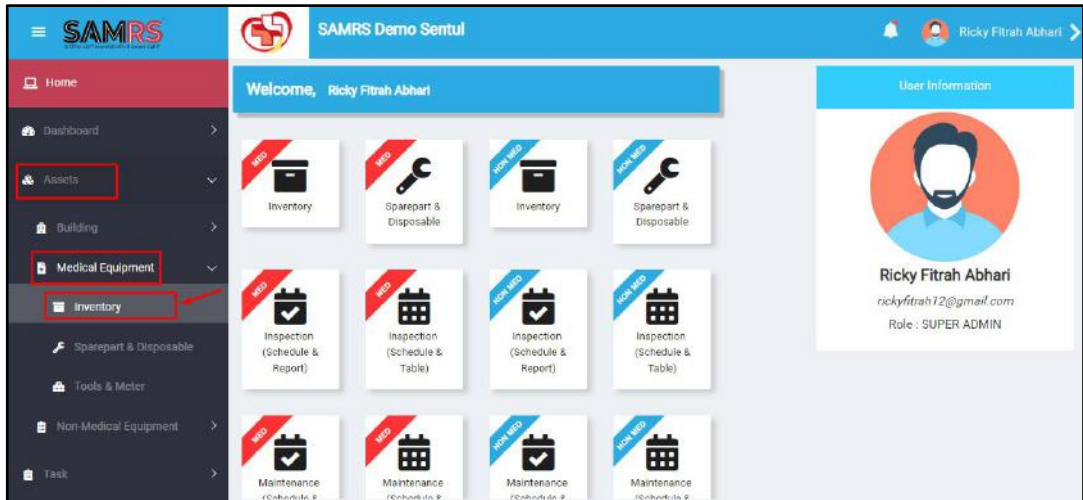 SAMRS
SAMRS Demo Sentul
Ricky Fitrah Abhari
Home
Dashboard
Assets
Building
Medical Equipment
Inventory
Sparepart & Disposable
Tools & Meter
Non-Medical Equipment
Task
Welcome, Ricky Fitrah Abhari
MED
Inventory
MED
Sparepart &
Disposable
NON MED
Inventory
NON MED
Sparepart &
Disposable
MED
Inspection
(Schedule &
Report)
MED
Inspection
(Schedule &
Table)
NON MED
Inspection
(Schedule &
Report)
NON MED
Inspection
(Schedule &
Table)
MED
Maintenance
(Schedule &
MED
Maintenance
(Schedule &
NON MED
Maintenance
(Schedule &
NON MED
Maintenance
(Schedule &
User Information
Ricky Fitrah Abhari
rickyfitrah12@gmail.com
Role : SUPER ADMIN